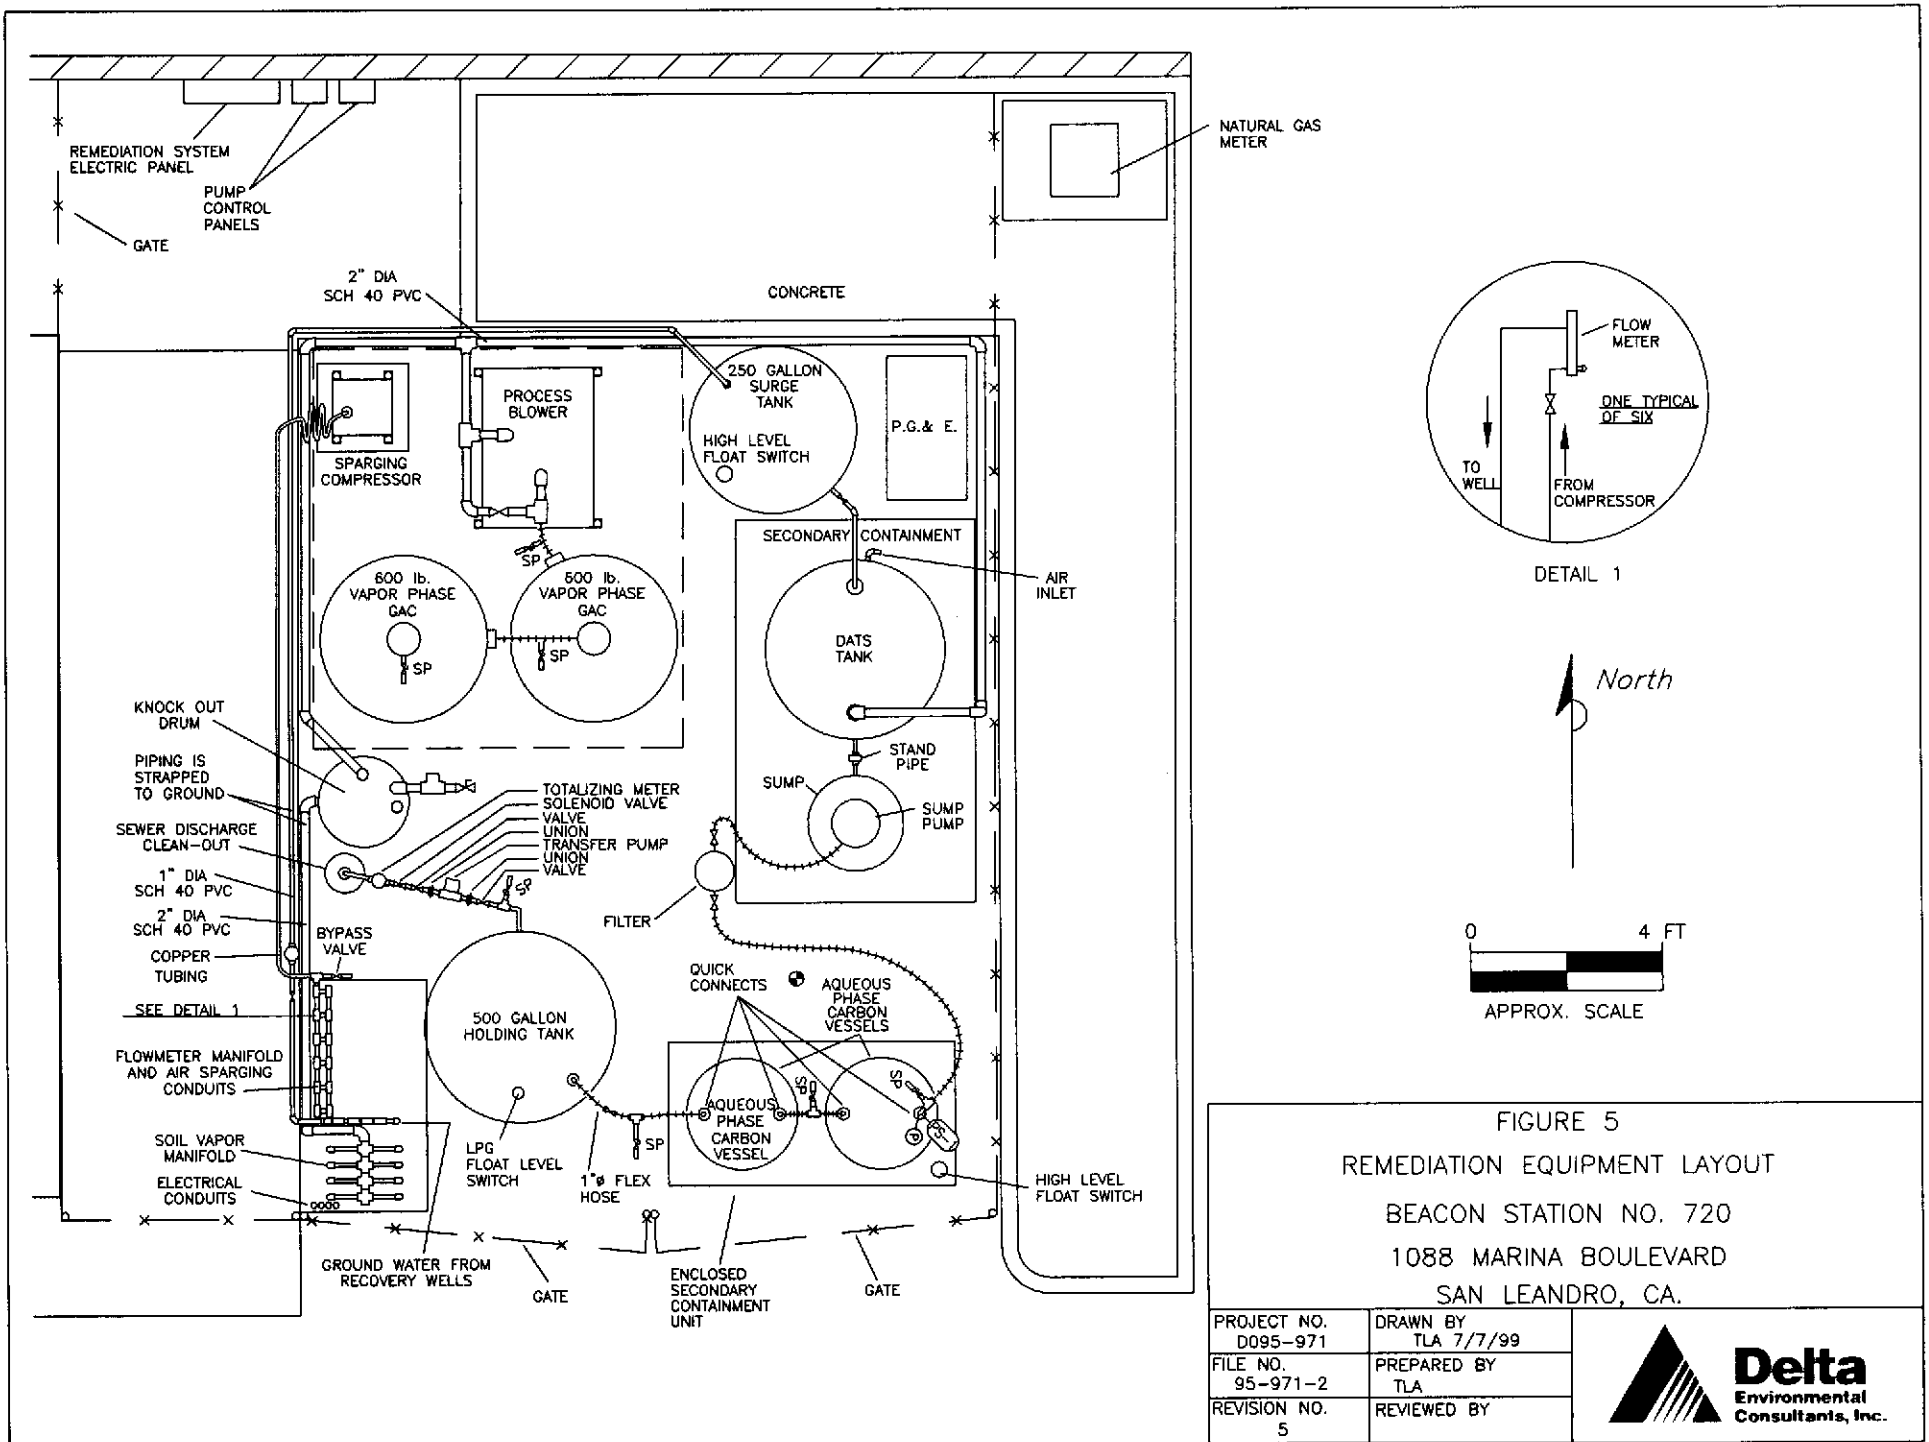 REMEDIATION SYSTEM
ELECTRIC PANEL
PUMP
CONTROL
PANELS
GATE
NATURAL GAS
METER
2" DIA
SCH 40 PVC
CONCRETE
FLOW
METER
ONE TYPICAL
OF SIX
TO
WELL
FROM
COMPRESSOR
DETAIL 1
PROCESS
BLOWER
250 GALLON
SURGE
TANK
HIGH LEVEL
FLOAT SWITCH
P.G.& E.
SPARGING
COMPRESSOR
SECONDARY CONTAINMENT
SP
AIR
INLET
600 lb.
VAPOR PHASE
GAC
SP
600 lb.
VAPOR PHASE
GAC
SP
DATS
TANK
North
KNOCK OUT
DRUM
PIPING IS
STRAPPED
TO GROUND
STAND
PIPE
SUMP
SUMP
PUMP
SEWER DISCHARGE
CLEAN-OUT
TOTALIZING METER
SOLENOID VALVE
VALVE
UNION
TRANSFER PUMP
UNION
VALVE
SP
1" DIA
SCH 40 PVC
2" DIA
SCH 40 PVC
FILTER
BYPASS
VALVE
COPPER
TUBING
0 4 FT
APPROX. SCALE
QUICK
CONNECTS
AQUEOUS
PHASE
CARBON
VESSELS
SEE DETAIL 1
500 GALLON
HOLDING TANK
FLOWMETER MANIFOLD
AND AIR SPARGING
CONDUITS
SP
SP
P
AQUEOUS
PHASE
CARBON
VESSEL
SP
SOIL VAPOR
MANIFOLD
LPG
FLOAT LEVEL
SWITCH
1"ø FLEX
HOSE
HIGH LEVEL
FLOAT SWITCH
ELECTRICAL
CONDUITS
GROUND WATER FROM
RECOVERY WELLS
GATE
ENCLOSED
SECONDARY
CONTAINMENT
UNIT
GATE
FIGURE 5
REMEDIATION EQUIPMENT LAYOUT
BEACON STATION NO. 720
1088 MARINA BOULEVARD
SAN LEANDRO, CA.
PROJECT NO.
D095-971
DRAWN BY
TLA 7/7/99
FILE NO.
95-971-2
PREPARED BY
TLA
REVISION NO.
5
REVIEWED BY
Delta
Environmental
Consultants, Inc.